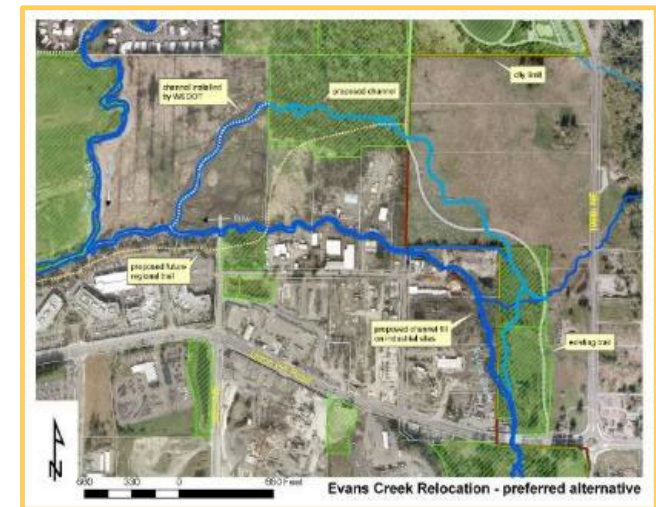 channel installed
by WSDOT
proposed channel
city limit
proposed future
regional trail
proposed channel fill
on industrial sites
existing trail
N
660 330 0 660 Feet
Evans Creek Relocation - preferred alternative